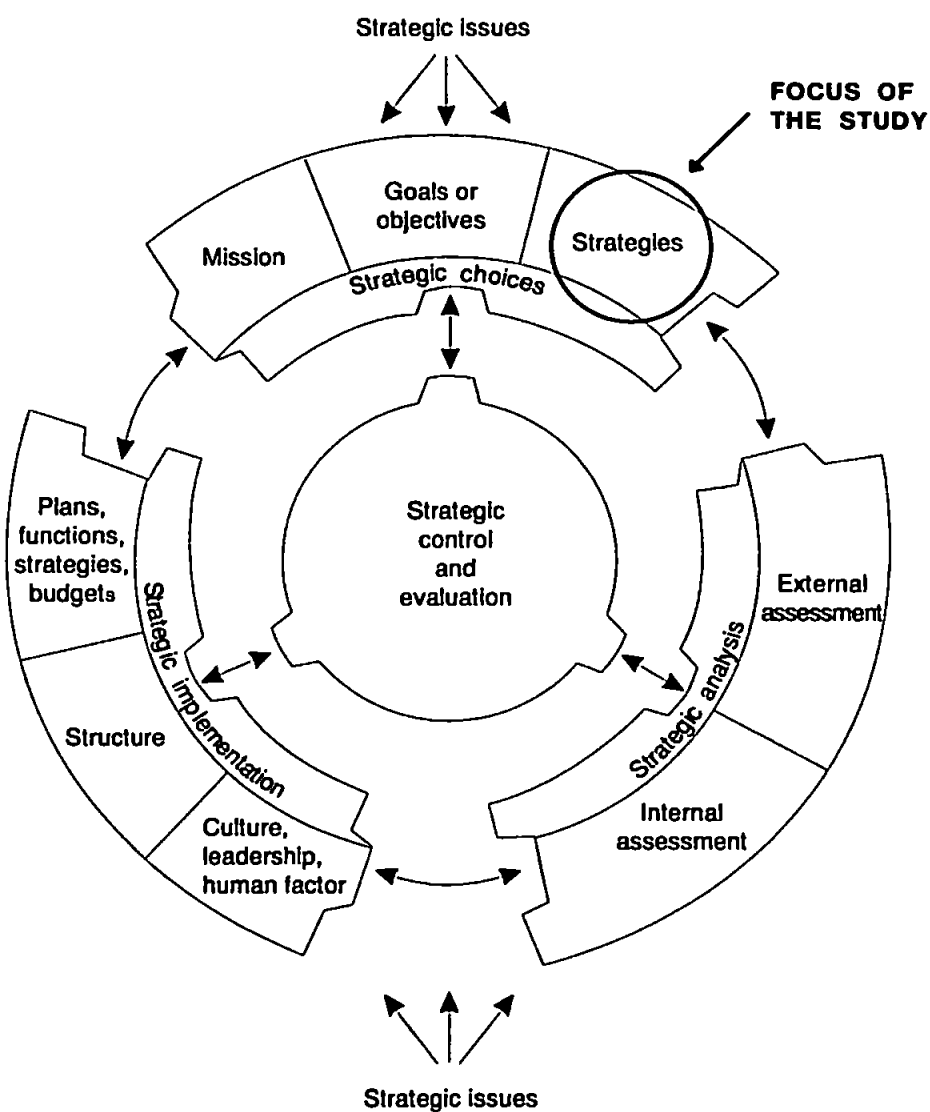 Strategic issues
FOCUS OF
THE STUDY
Goals or
objectives
Mission
Strategies
Strategic choices
Plans,
functions,
strategies,
budgets
Strategic
control
and
evaluation
External
assessment
Strategic implementation
Strategic analysis
Structure
Internal
assessment
Culture,
leadership,
human factor
Strategic issues